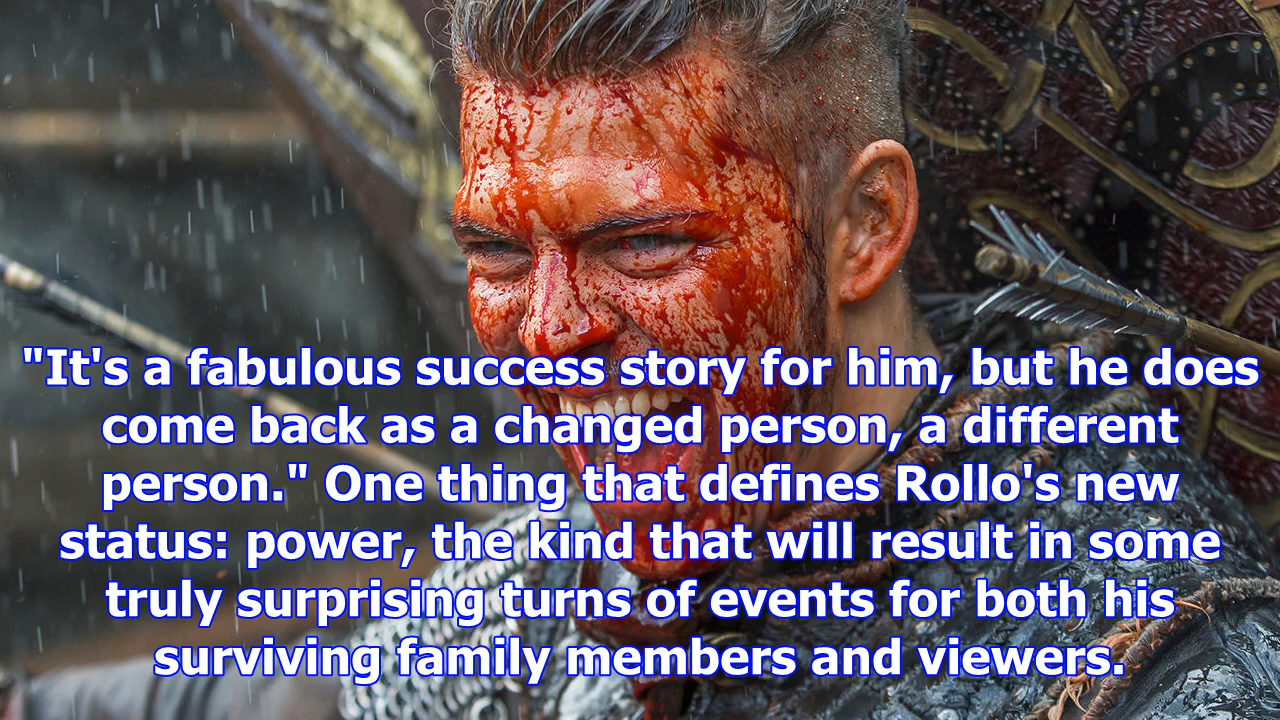 "It's a fabulous success story for him, but he does
come back as a changed person, a different
person." One thing that defines Rollo's new
status: power, the kind that will result in some
truly surprising turns of events for both his
surviving family members and viewers.